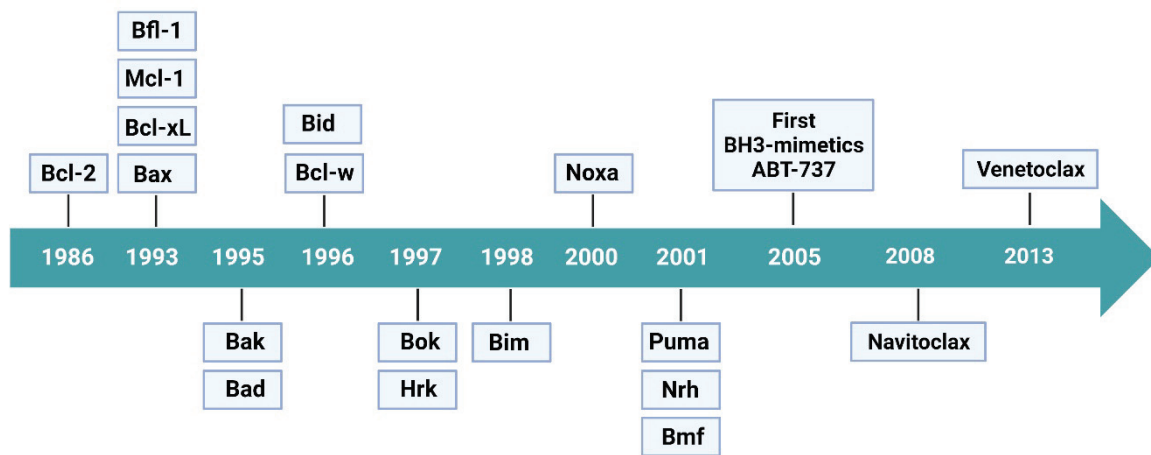 Bfl-1
Mcl-1
Bcl-xL
Bax
Bcl-2
Bid
Bcl-w
Noxa
First
BH3-mimetics
ABT-737
Venetoclax
1986 1993 1995 1996 1997 1998 2000 2001 2005 2008 2013
Bak
Bad
Bok
Hrk
Bim
Puma
Nrh
Bmf
Navitoclax